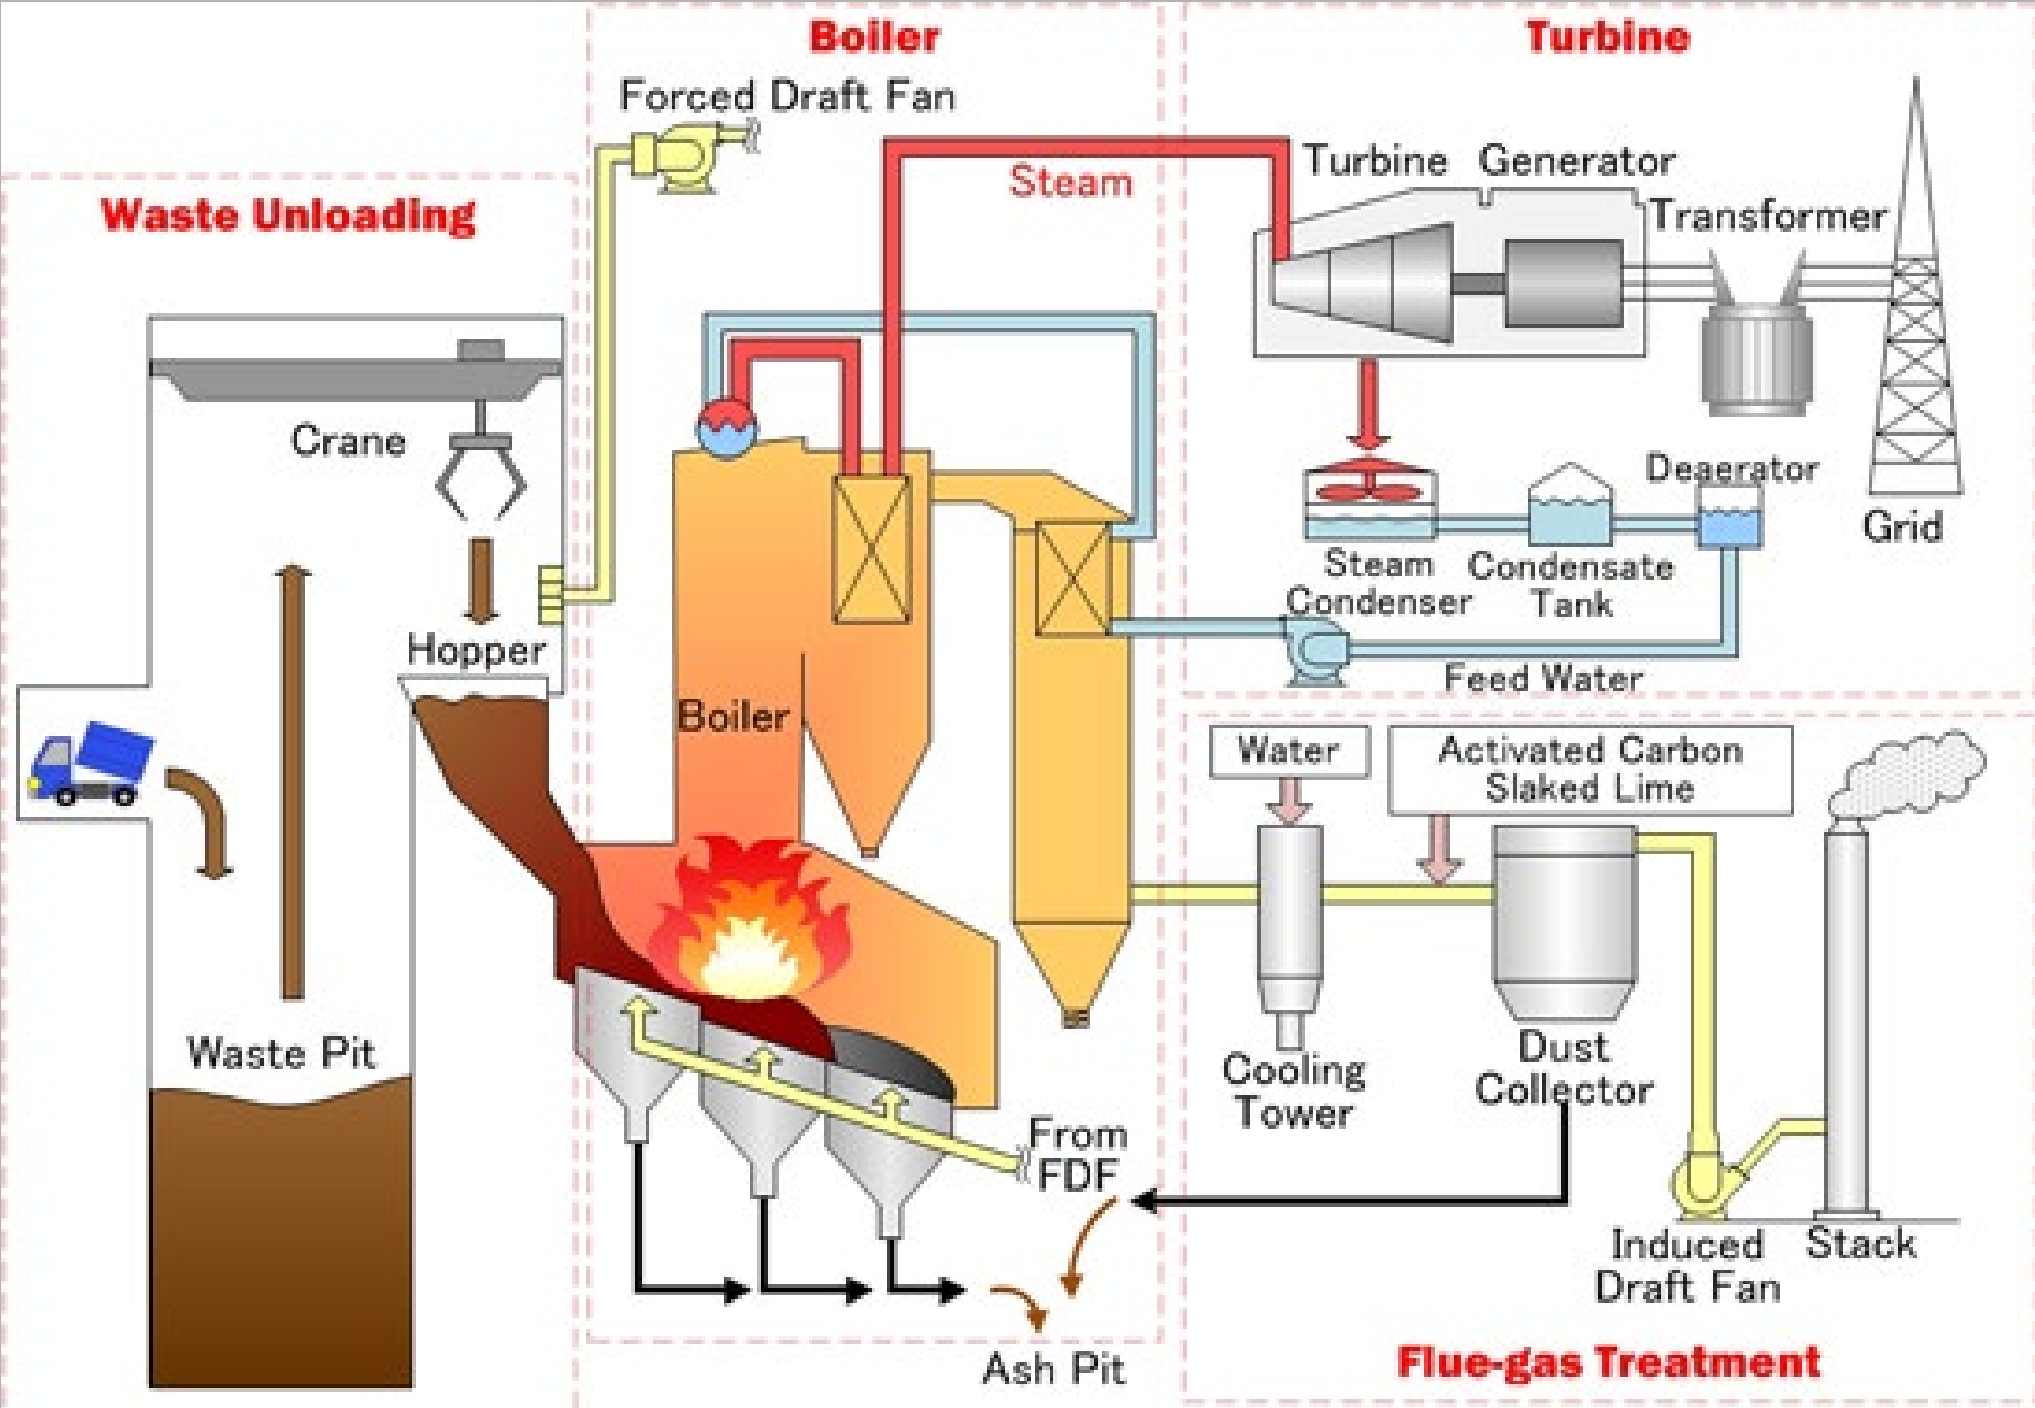 Boiler
Turbine
Forced Draft Fan
Steam
Turbine Generator
Transformer
Waste Unloading
Crane
Deaerator
Grid
Steam
Condenser
Condensate
Tank
Hopper
Feed Water
Boiler
Water
Activated Carbon
Slaked Lime
Waste Pit
Cooling
Tower
Dust
Collector
From
FDF
Induced
Draft Fan
Stack
Ash Pit
Flue-gas Treatment